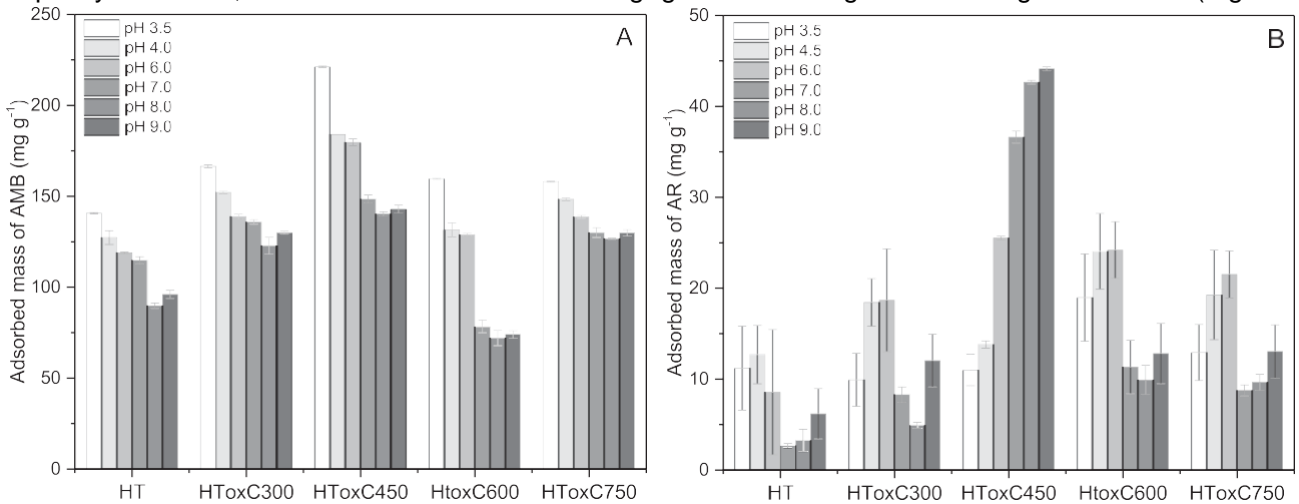 A
pH 3.5
pH 4.0
pH 6.0
pH 7.0
pH 8.0
pH 9.0
Adsorbed mass of AMB (mg g⁻¹)
250
200
150
100
50
0
HT HToxC300 HToxC450 HtoxC600 HToxC750
B
pH 3.5
pH 4.5
pH 6.0
pH 7.0
pH 8.0
pH 9.0
Adsorbed mass of AR (mg g⁻¹)
50
40
30
20
10
0
HT HToxC300 HToxC450 HtoxC600 HToxC750